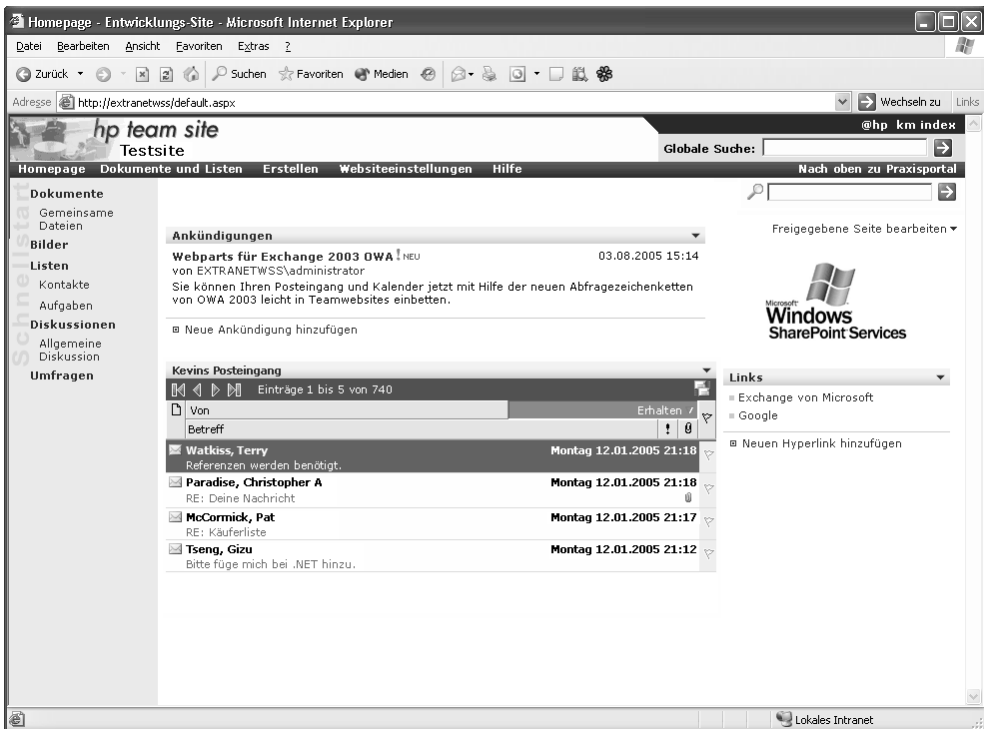 Homepage - Entwicklungs-Site - Microsoft Internet Explorer
Datei Bearbeiten Ansicht Favoriten Extras ?
Zurück Suchen Favoriten Medien
Adresse http://extranetwss/default.aspx Wechseln zu Links
hp team site
Testsite
@hp km index
Globale Suche:
Homepage Dokumente und Listen Erstellen Websiteeinstellungen Hilfe Nach oben zu Praxisportal
Schnellstart
Dokumente
Gemeinsame
Dateien
Bilder
Listen
Kontakte
Aufgaben
Diskussionen
Allgemeine
Diskussion
Umfragen
Freigegebene Seite bearbeiten
Ankündigungen
Webparts für Exchange 2003 OWA ! NEU 03.08.2005 15:14
von EXTRANETWSS\administrator
Sie können Ihren Posteingang und Kalender jetzt mit Hilfe der neuen Abfragezeichenketten
von OWA 2003 leicht in Teamwebsites einbetten.
Neue Ankündigung hinzufügen
Kevins Posteingang
Einträge 1 bis 5 von 740
Von Erhalten
Betreff !
Watkiss, Terry Montag 12.01.2005 21:18
Referenzen werden benötigt.
Paradise, Christopher A Montag 12.01.2005 21:18
RE: Deine Nachricht
McCormick, Pat Montag 12.01.2005 21:17
RE: Käuferliste
Tseng, Gizu Montag 12.01.2005 21:12
Bitte füge mich bei .NET hinzu.
Microsoft
Windows
SharePoint Services
Links
Exchange von Microsoft
Google
Neuen Hyperlink hinzufügen
Lokales Intranet